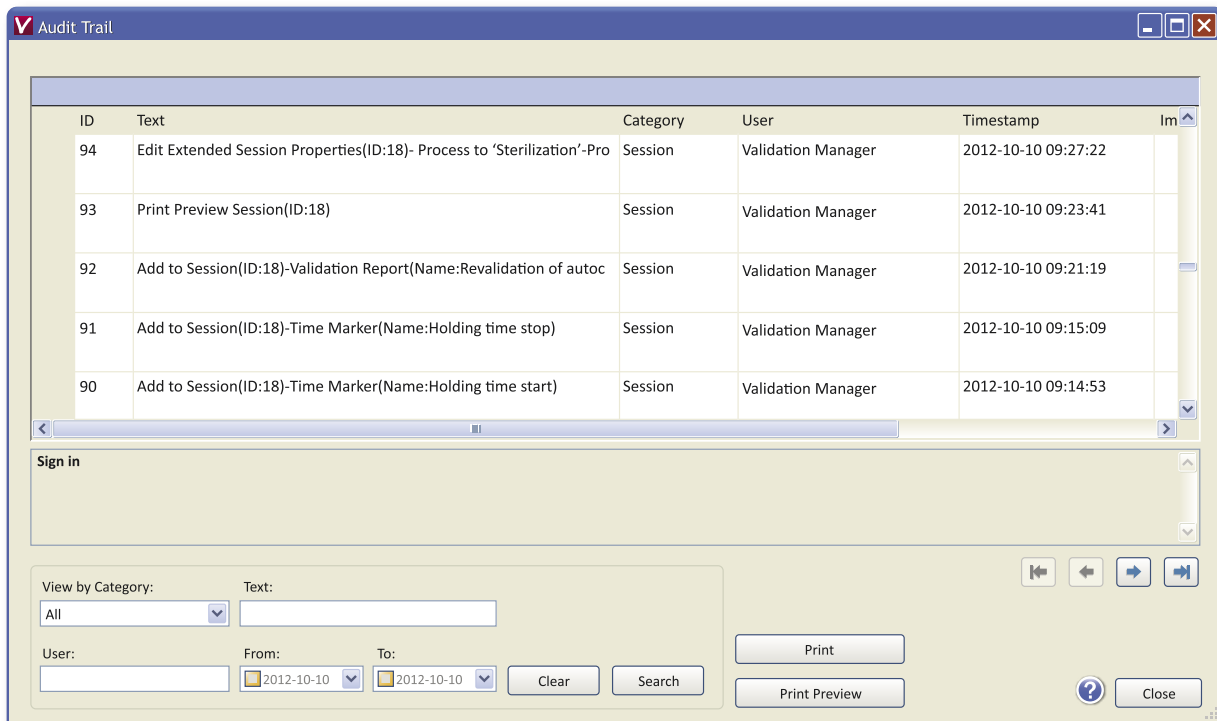 Audit Trail
ID Text Category User Timestamp Im
94 Edit Extended Session Properties(ID:18)- Process to ‘Sterilization’-Pro Session Validation Manager 2012-10-10 09:27:22
93 Print Preview Session(ID:18) Session Validation Manager 2012-10-10 09:23:41
92 Add to Session(ID:18)-Validation Report(Name:Revalidation of autoc Session Validation Manager 2012-10-10 09:21:19
91 Add to Session(ID:18)-Time Marker(Name:Holding time stop) Session Validation Manager 2012-10-10 09:15:09
90 Add to Session(ID:18)-Time Marker(Name:Holding time start) Session Validation Manager 2012-10-10 09:14:53
Sign in
View by Category: Text:
All
User: From: To:
2012-10-10 2012-10-10 Clear Search
Print
Print Preview
? Close